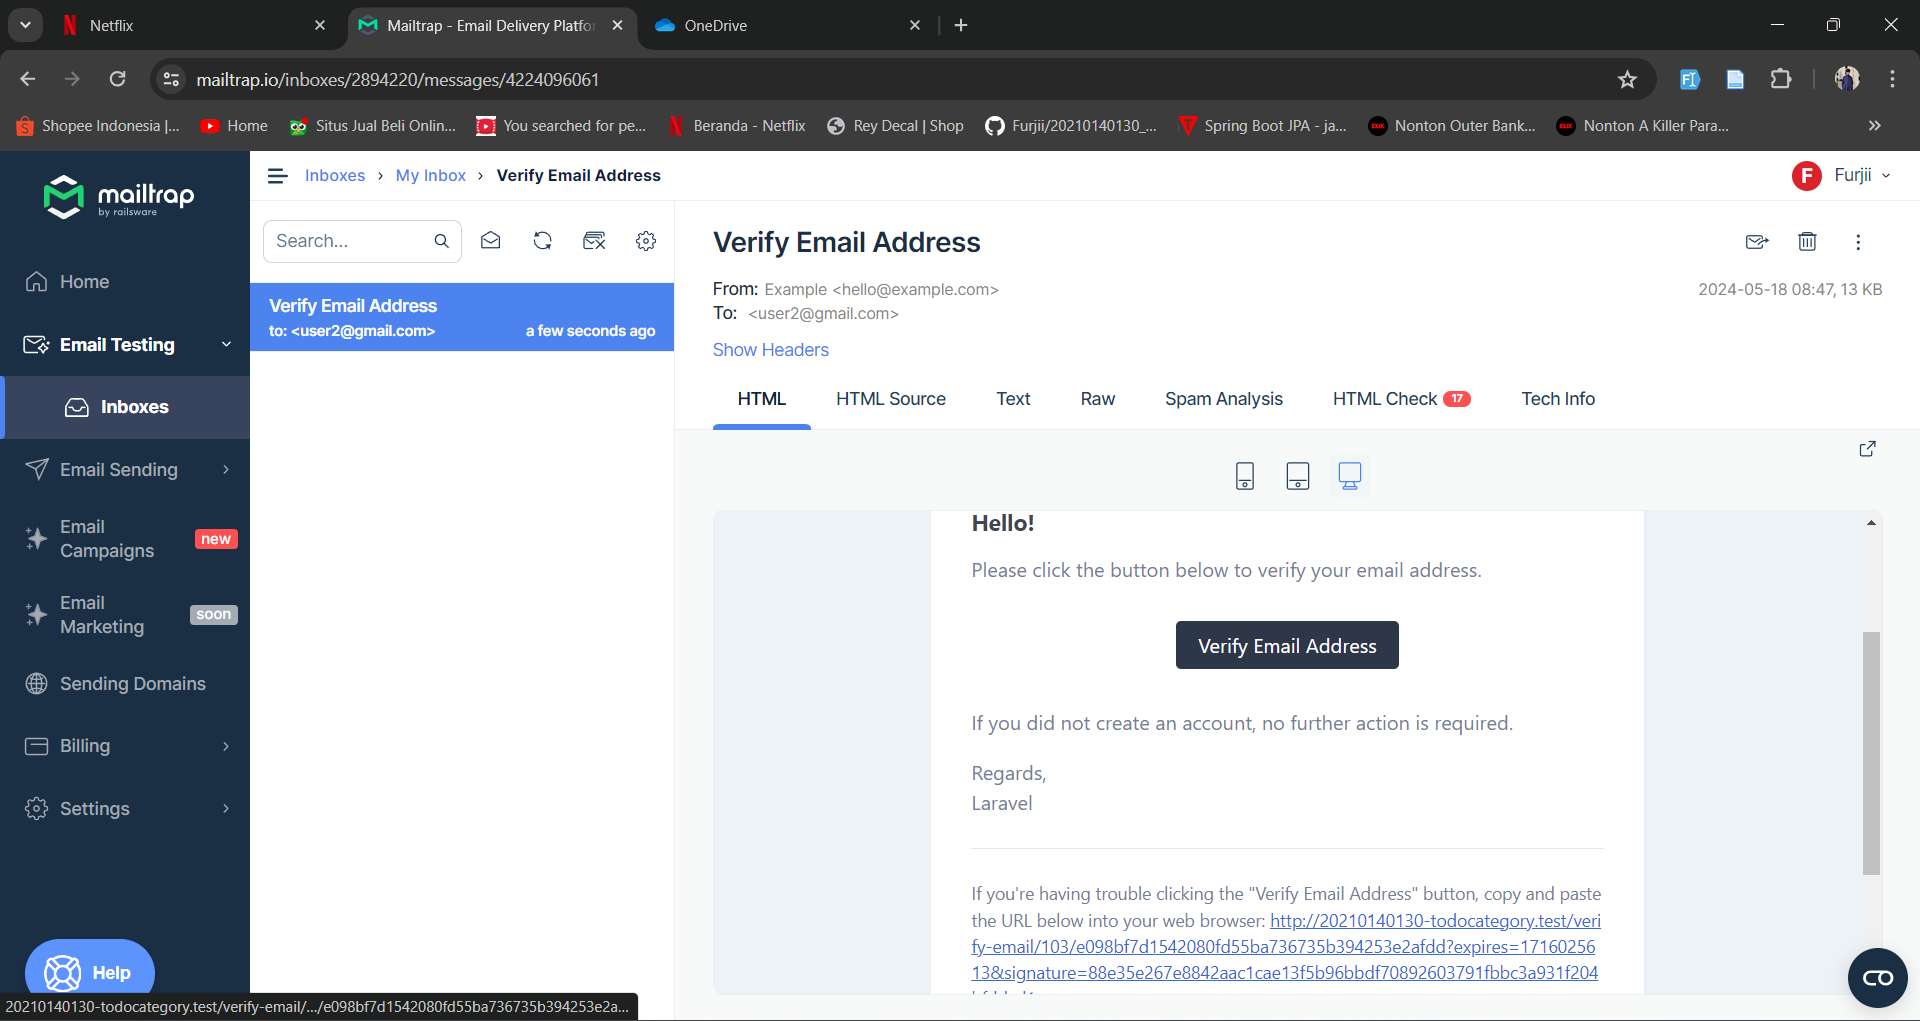 Netflix
Mailtrap - Email Delivery Platfo
OneDrive
mailtrap.io/inboxes/2894220/messages/4224096061
Shopee Indonesia |...
Home
Situs Jual Beli Onlin...
You searched for pe...
Beranda - Netflix
Rey Decal | Shop
Furjii/20210140130_...
Spring Boot JPA - ja...
Nonton Outer Bank...
Nonton A Killer Para...
mailtrap
by railsware
Home
Email Testing
Inboxes
Email Sending
Email
Campaigns
new
Email
Marketing
soon
Sending Domains
Billing
Settings
Help
Inboxes › My Inbox › Verify Email Address
F Furjii
Search...
Verify Email Address
to: <user2@gmail.com> a few seconds ago
Verify Email Address
From: Example <hello@example.com>
2024-05-18 08:47, 13 KB
To: <user2@gmail.com>
Show Headers
HTML
HTML Source
Text
Raw
Spam Analysis
HTML Check 17
Tech Info
Hello!
Please click the button below to verify your email address.
Verify Email Address
If you did not create an account, no further action is required.
Regards,
Laravel
If you're having trouble clicking the "Verify Email Address" button, copy and paste
the URL below into your web browser: http://20210140130-todocategory.test/veri
fy-email/103/e098bf7d1542080fd55ba736735b394253e2afdd?expires=17160256
13&signature=88e35e267e8842aac1cae13f5b96bbdf70892603791fbbc3a931f204
20210140130-todocategory.test/verify-email/.../e098bf7d1542080fd55ba736735b394253e2a...